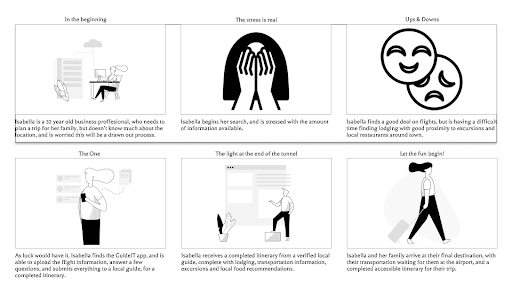 in the beginning
The stress is real
Ups & Downs
Isabella is a 32 year old business proffesional, who needs to
plan a trip for her family, but doesn't know much about the
location, and is worried this will be a drawn out process.
Isabella begins her search, and is stressed with the amount
of information available.
Isabella finds a good deal on flights, but is having a difficult
time finding lodging with good proximity to excursions and
local restaurants around town.
The One
The light at the end of the tunnel
Let the fun begin!
As luck would have it, Isabella finds the GuideIT app, and is
able to upload the flight information, answer a few
questions, and submits everything to a local guide, for a
completed itinerary.
Isabella receives a completed itinerary from a verified local
guide, complete with lodging, transportation information,
excursions and local food recommendations.
Isabella and her family arrive at their final destination, with
their transportation waiting for them at the airport, and a
completed accessible itinerary for their trip.